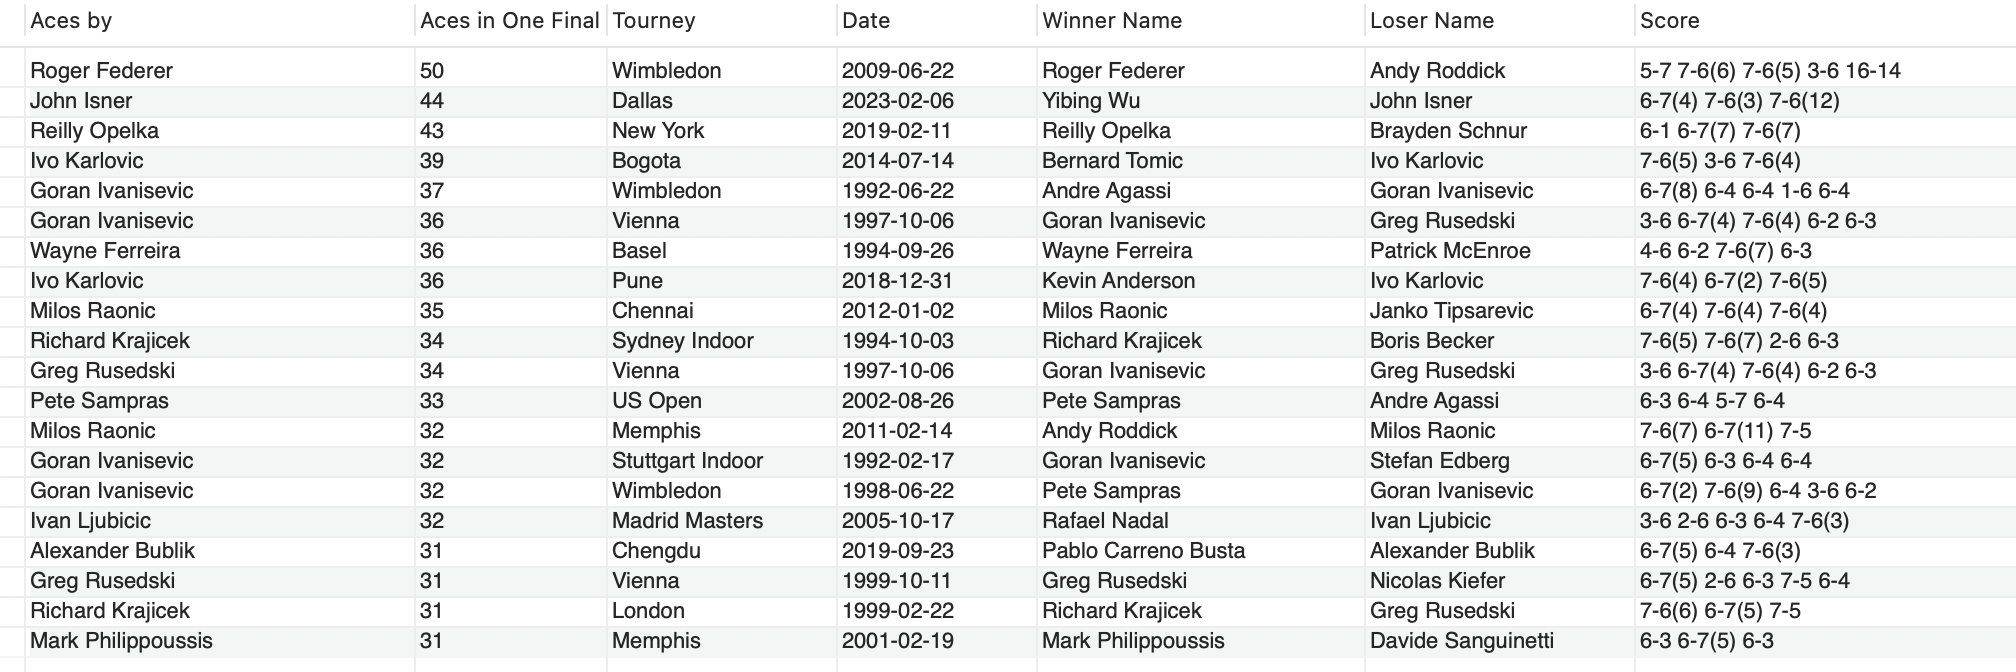 Aces by Aces in One Final Tourney Date Winner Name Loser Name Score
Roger Federer 50 Wimbledon 2009-06-22 Roger Federer Andy Roddick 5-7 7-6(6) 7-6(5) 3-6 16-14
John Isner 44 Dallas 2023-02-06 Yibing Wu John Isner 6-7(4) 7-6(3) 7-6(12)
Reilly Opelka 43 New York 2019-02-11 Reilly Opelka Brayden Schnur 6-1 6-7(7) 7-6(7)
Ivo Karlovic 39 Bogota 2014-07-14 Bernard Tomic Ivo Karlovic 7-6(5) 3-6 7-6(4)
Goran Ivanisevic 37 Wimbledon 1992-06-22 Andre Agassi Goran Ivanisevic 6-7(8) 6-4 6-4 1-6 6-4
Goran Ivanisevic 36 Vienna 1997-10-06 Goran Ivanisevic Greg Rusedski 3-6 6-7(4) 7-6(4) 6-2 6-3
Wayne Ferreira 36 Basel 1994-09-26 Wayne Ferreira Patrick McEnroe 4-6 6-2 7-6(7) 6-3
Ivo Karlovic 36 Pune 2018-12-31 Kevin Anderson Ivo Karlovic 7-6(4) 6-7(2) 7-6(5)
Milos Raonic 35 Chennai 2012-01-02 Milos Raonic Janko Tipsarevic 6-7(4) 7-6(4) 7-6(4)
Richard Krajicek 34 Sydney Indoor 1994-10-03 Richard Krajicek Boris Becker 7-6(5) 7-6(7) 2-6 6-3
Greg Rusedski 34 Vienna 1997-10-06 Goran Ivanisevic Greg Rusedski 3-6 6-7(4) 7-6(4) 6-2 6-3
Pete Sampras 33 US Open 2002-08-26 Pete Sampras Andre Agassi 6-3 6-4 5-7 6-4
Milos Raonic 32 Memphis 2011-02-14 Andy Roddick Milos Raonic 7-6(7) 6-7(11) 7-5
Goran Ivanisevic 32 Stuttgart Indoor 1992-02-17 Goran Ivanisevic Stefan Edberg 6-7(5) 6-3 6-4 6-4
Goran Ivanisevic 32 Wimbledon 1998-06-22 Pete Sampras Goran Ivanisevic 6-7(2) 7-6(9) 6-4 3-6 6-2
Ivan Ljubicic 32 Madrid Masters 2005-10-17 Rafael Nadal Ivan Ljubicic 3-6 2-6 6-3 6-4 7-6(3)
Alexander Bublik 31 Chengdu 2019-09-23 Pablo Carreno Busta Alexander Bublik 6-7(5) 6-4 7-6(3)
Greg Rusedski 31 Vienna 1999-10-11 Greg Rusedski Nicolas Kiefer 6-7(5) 2-6 6-3 7-5 6-4
Richard Krajicek 31 London 1999-02-22 Richard Krajicek Greg Rusedski 7-6(6) 6-7(5) 7-5
Mark Philippoussis 31 Memphis 2001-02-19 Mark Philippoussis Davide Sanguinetti 6-3 6-7(5) 6-3